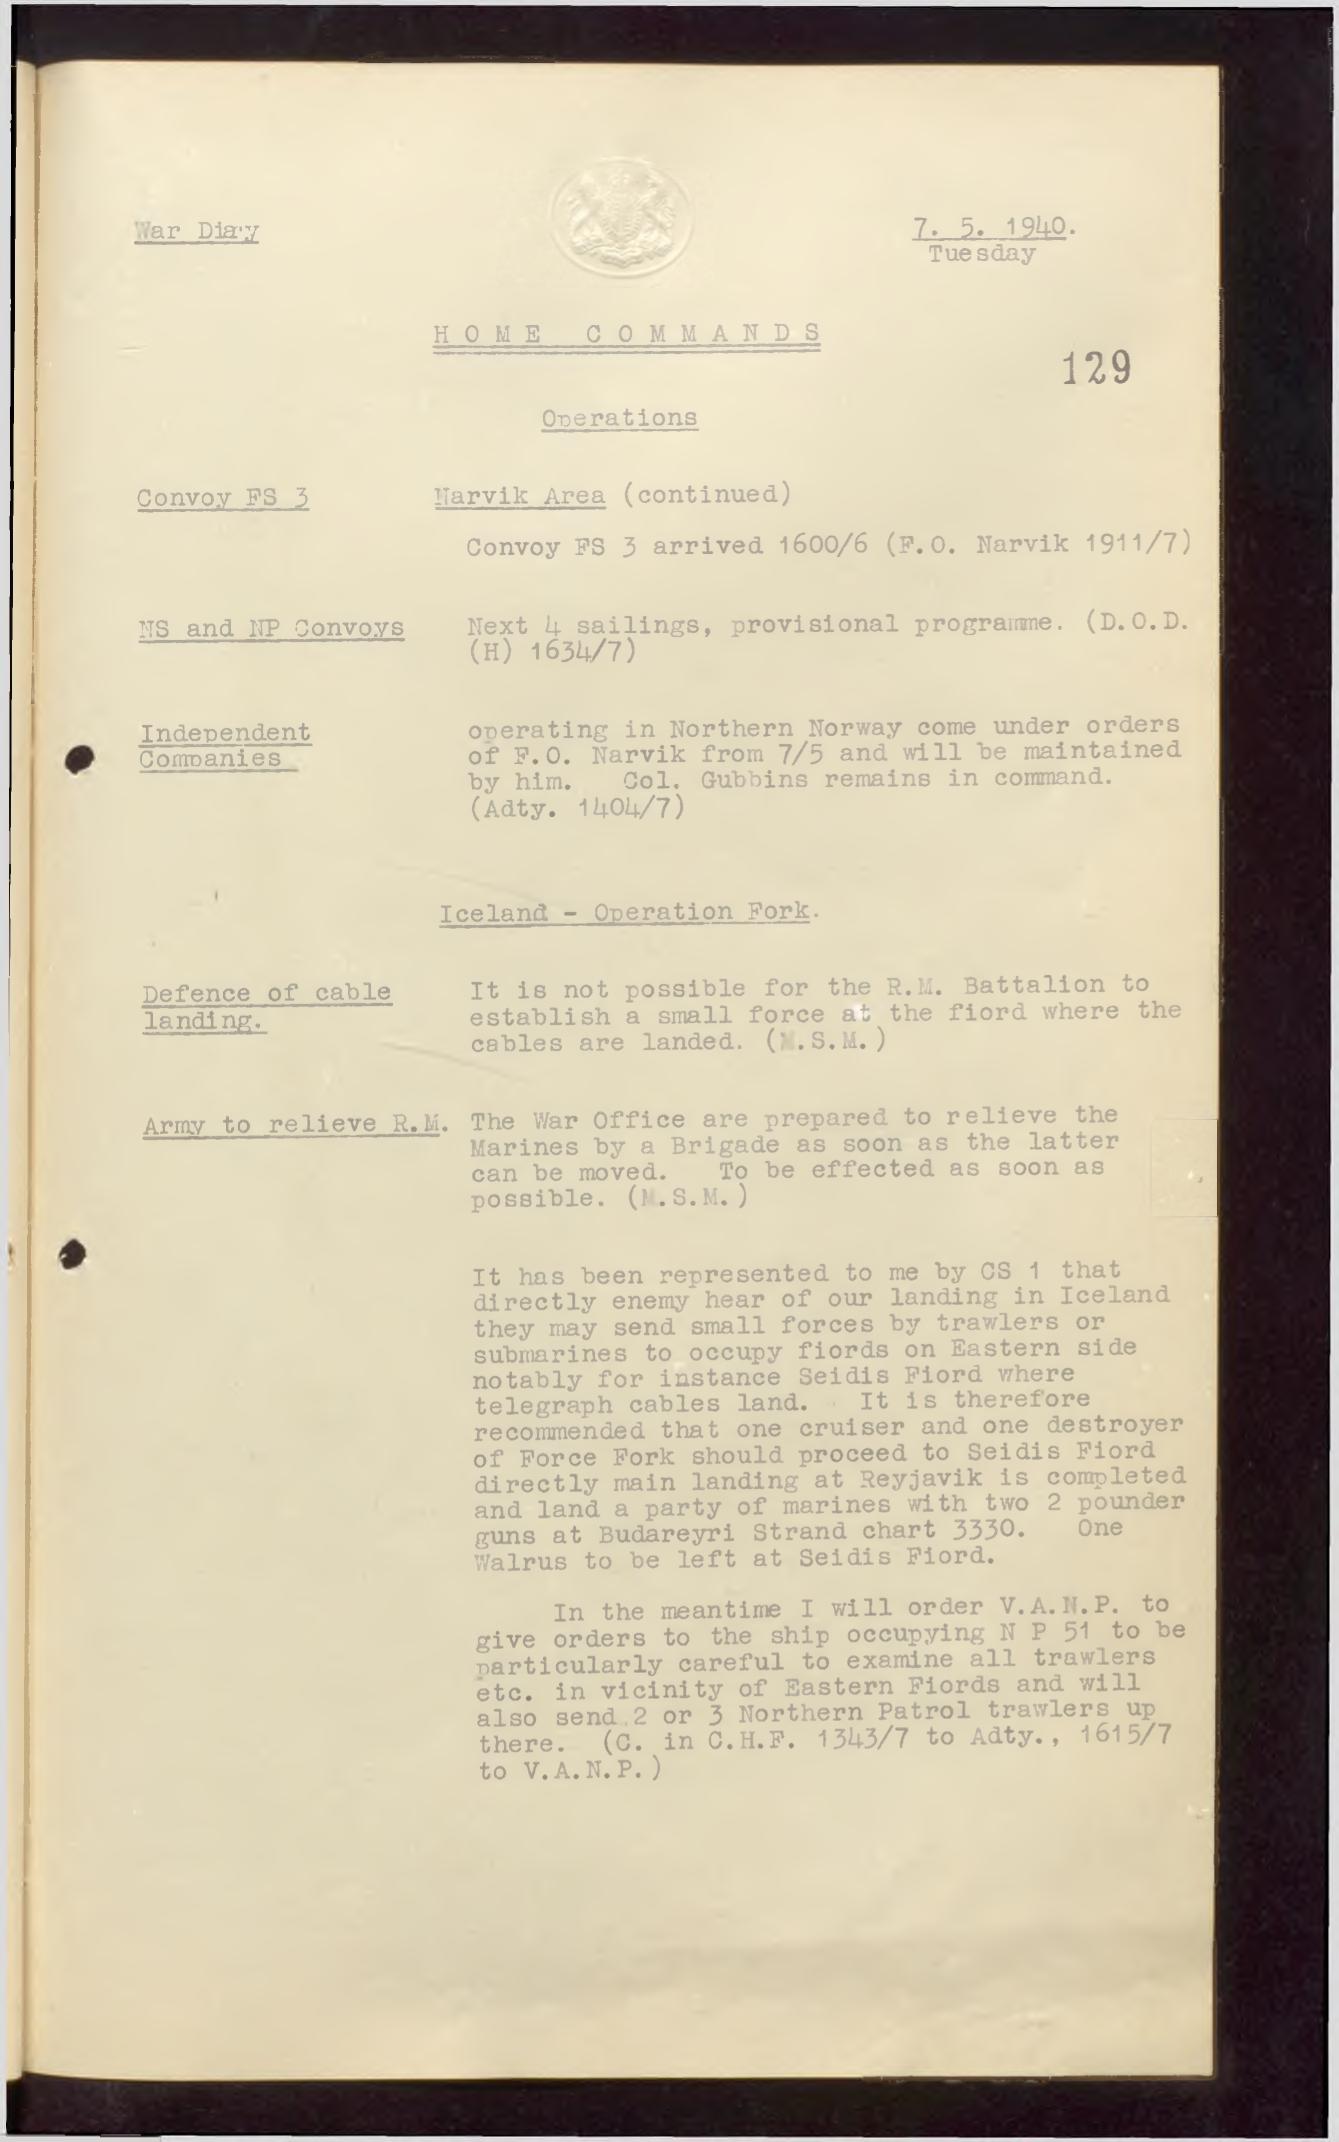 War Diary
7. 5. 1940.
Tuesday
HOME COMMANDS
129
Operations
Convoy FS 3
Narvik Area (continued)
Convoy FS 3 arrived 1600/6 (F.O. Narvik 1911/7)
NS and NP Convoys
Next 4 sailings, provisional programme. (D.O.D.
(H) 1634/7)
Independent
Companies
operating in Northern Norway come under orders
of F.O. Narvik from 7/5 and will be maintained
by him. Col. Gubbins remains in command.
(Adty. 1404/7)
Iceland - Operation Fork.
Defence of cable
landing.
It is not possible for the R.M. Battalion to
establish a small force at the fiord where the
cables are landed. (M.S.M.)
Army to relieve R.M.
The War Office are prepared to relieve the
Marines by a Brigade as soon as the latter
can be moved. To be effected as soon as
possible. (M.S.M.)
It has been represented to me by CS 1 that
directly enemy hear of our landing in Iceland
they may send small forces by trawlers or
submarines to occupy fiords on Eastern side
notably for instance Seidis Fiord where
telegraph cables land. It is therefore
recommended that one cruiser and one destroyer
of Force Fork should proceed to Seidis Fiord
directly main landing at Reyjavik is completed
and land a party of marines with two 2 pounder
guns at Budareyri Strand chart 3330. One
Walrus to be left at Seidis Fiord.
In the meantime I will order V.A.N.P. to
give orders to the ship occupying N P 51 to be
particularly careful to examine all trawlers
etc. in vicinity of Eastern Fiords and will
also send 2 or 3 Northern Patrol trawlers up
there. (C. in C.H.F. 1343/7 to Adty., 1615/7
to V.A.N.P.)